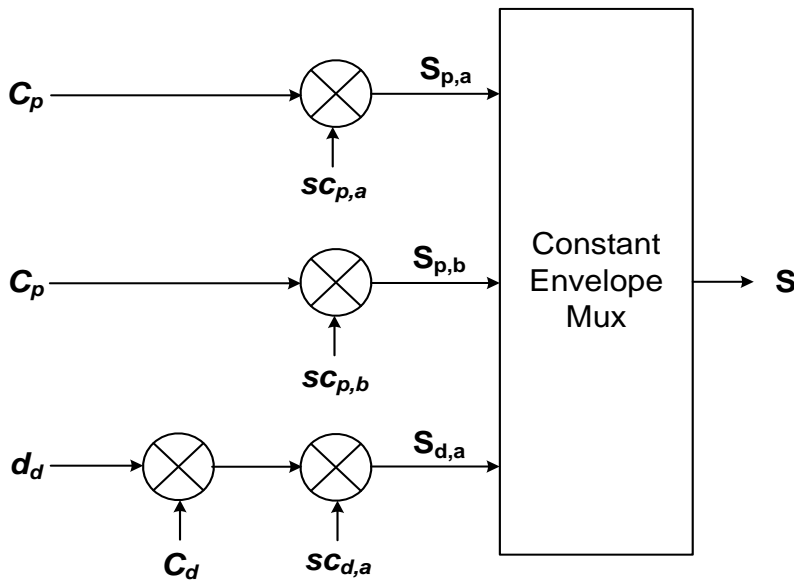 C_p
S_p,a
sc_p,a
C_p
S_p,b
sc_p,b
d_d
S_d,a
C_d
sc_d,a
Constant
Envelope
Mux
S